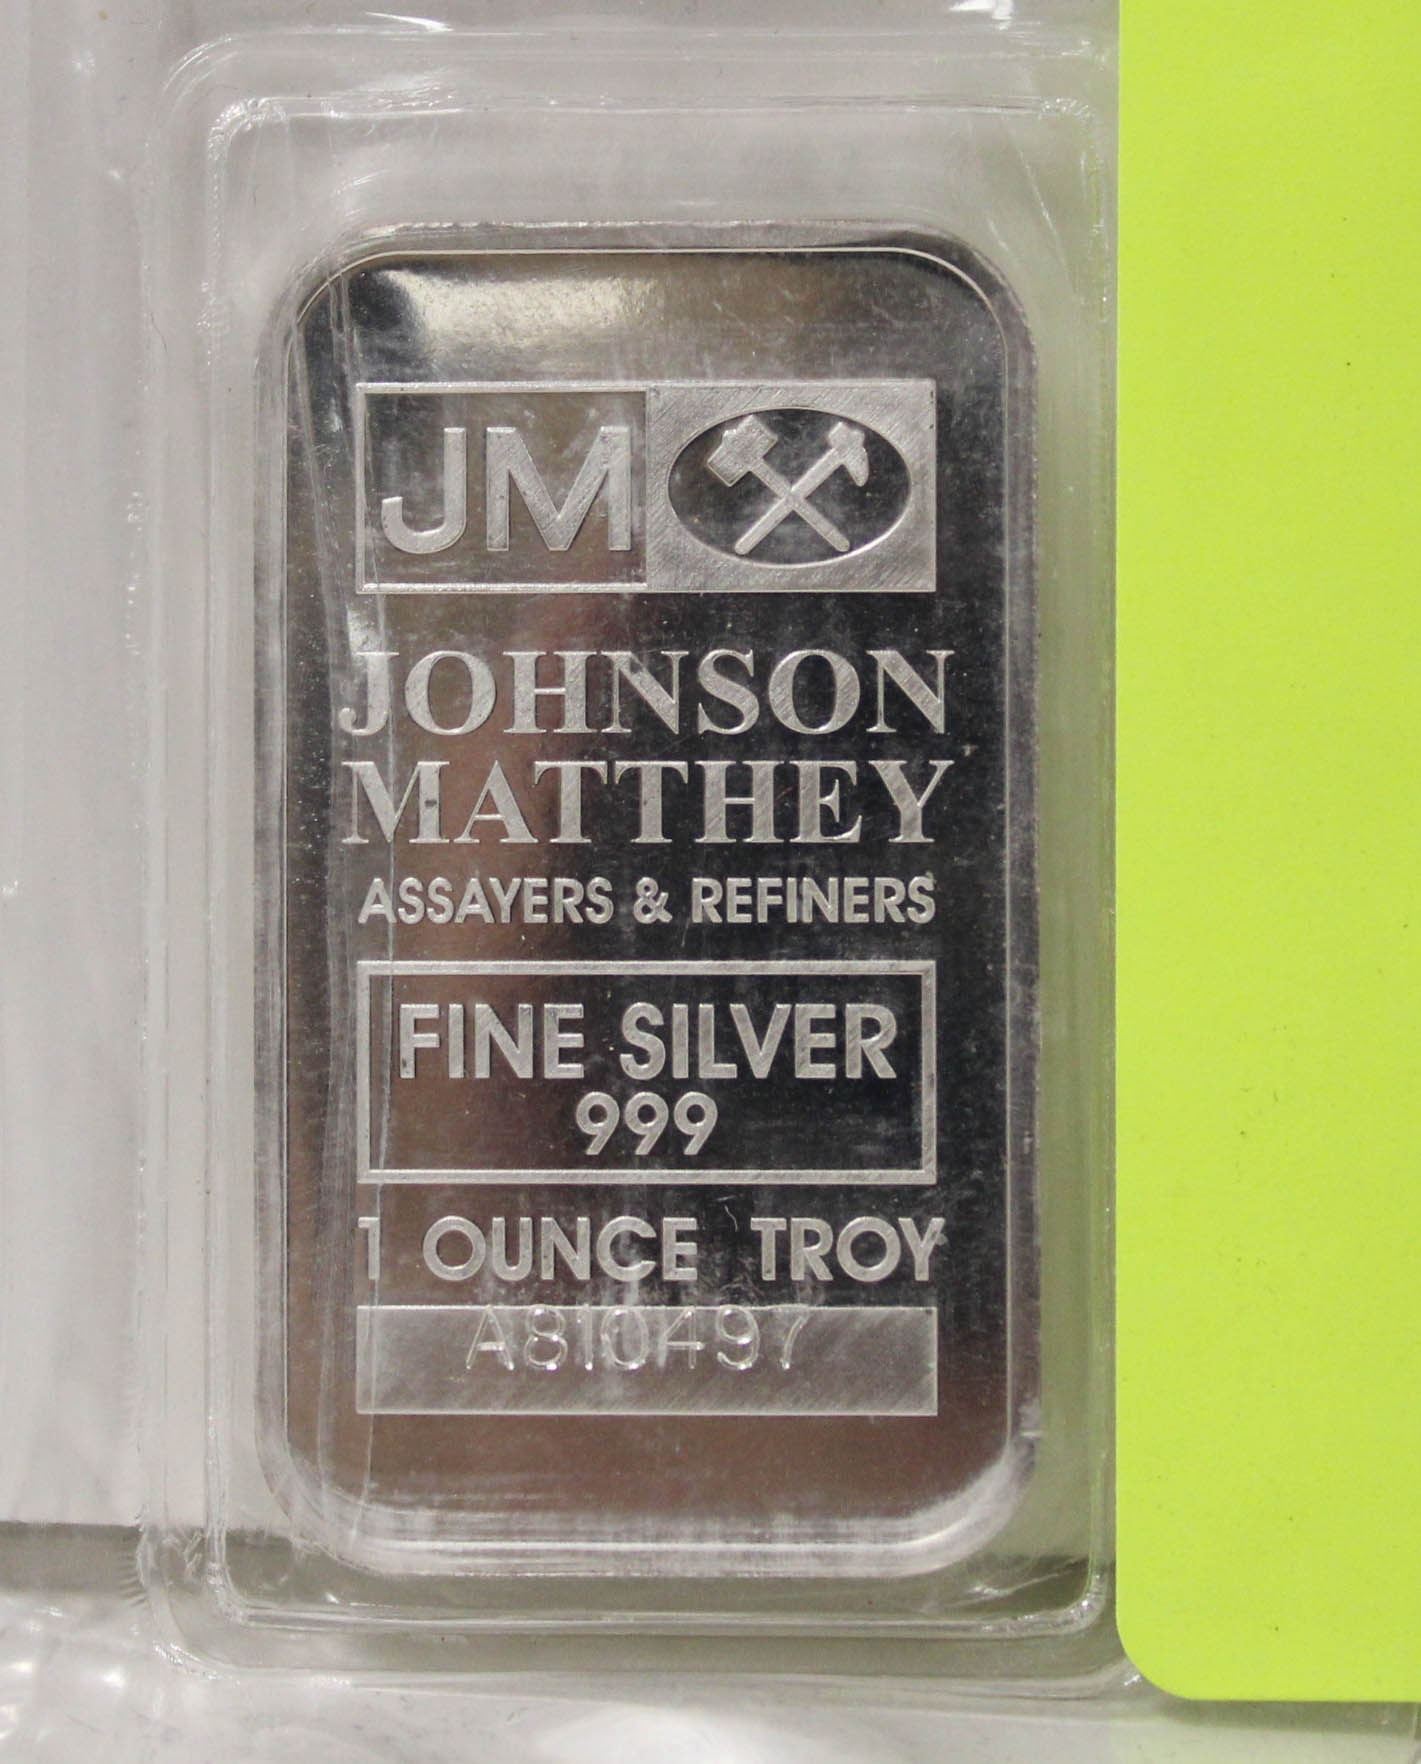 JM
JOHNSON
MATTHEY
ASSAYERS & REFINERS
FINE SILVER
999
1 OUNCE TROY
A810497